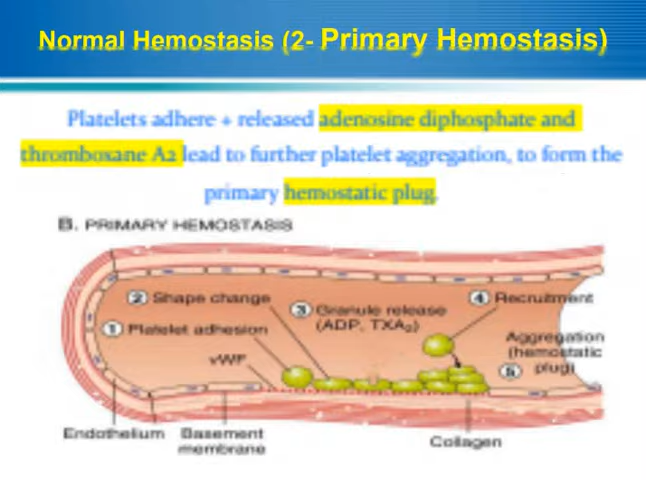 Normal Hemostasis (2- Primary Hemostasis)
Platelets adhere + released adenosine diphosphate and
thromboxane A2 lead to further platelet aggregation, to form the
primary hemostatic plug.
B. PRIMARY HEMOSTASIS
2 Shape change
3 Granule release
(ADP, TXA₂)
4 Recruitment
1 Platelet adhesion
vWF
Aggregation
(hemostatic
5 plug)
Endothelium
Basement
membrane
Collagen